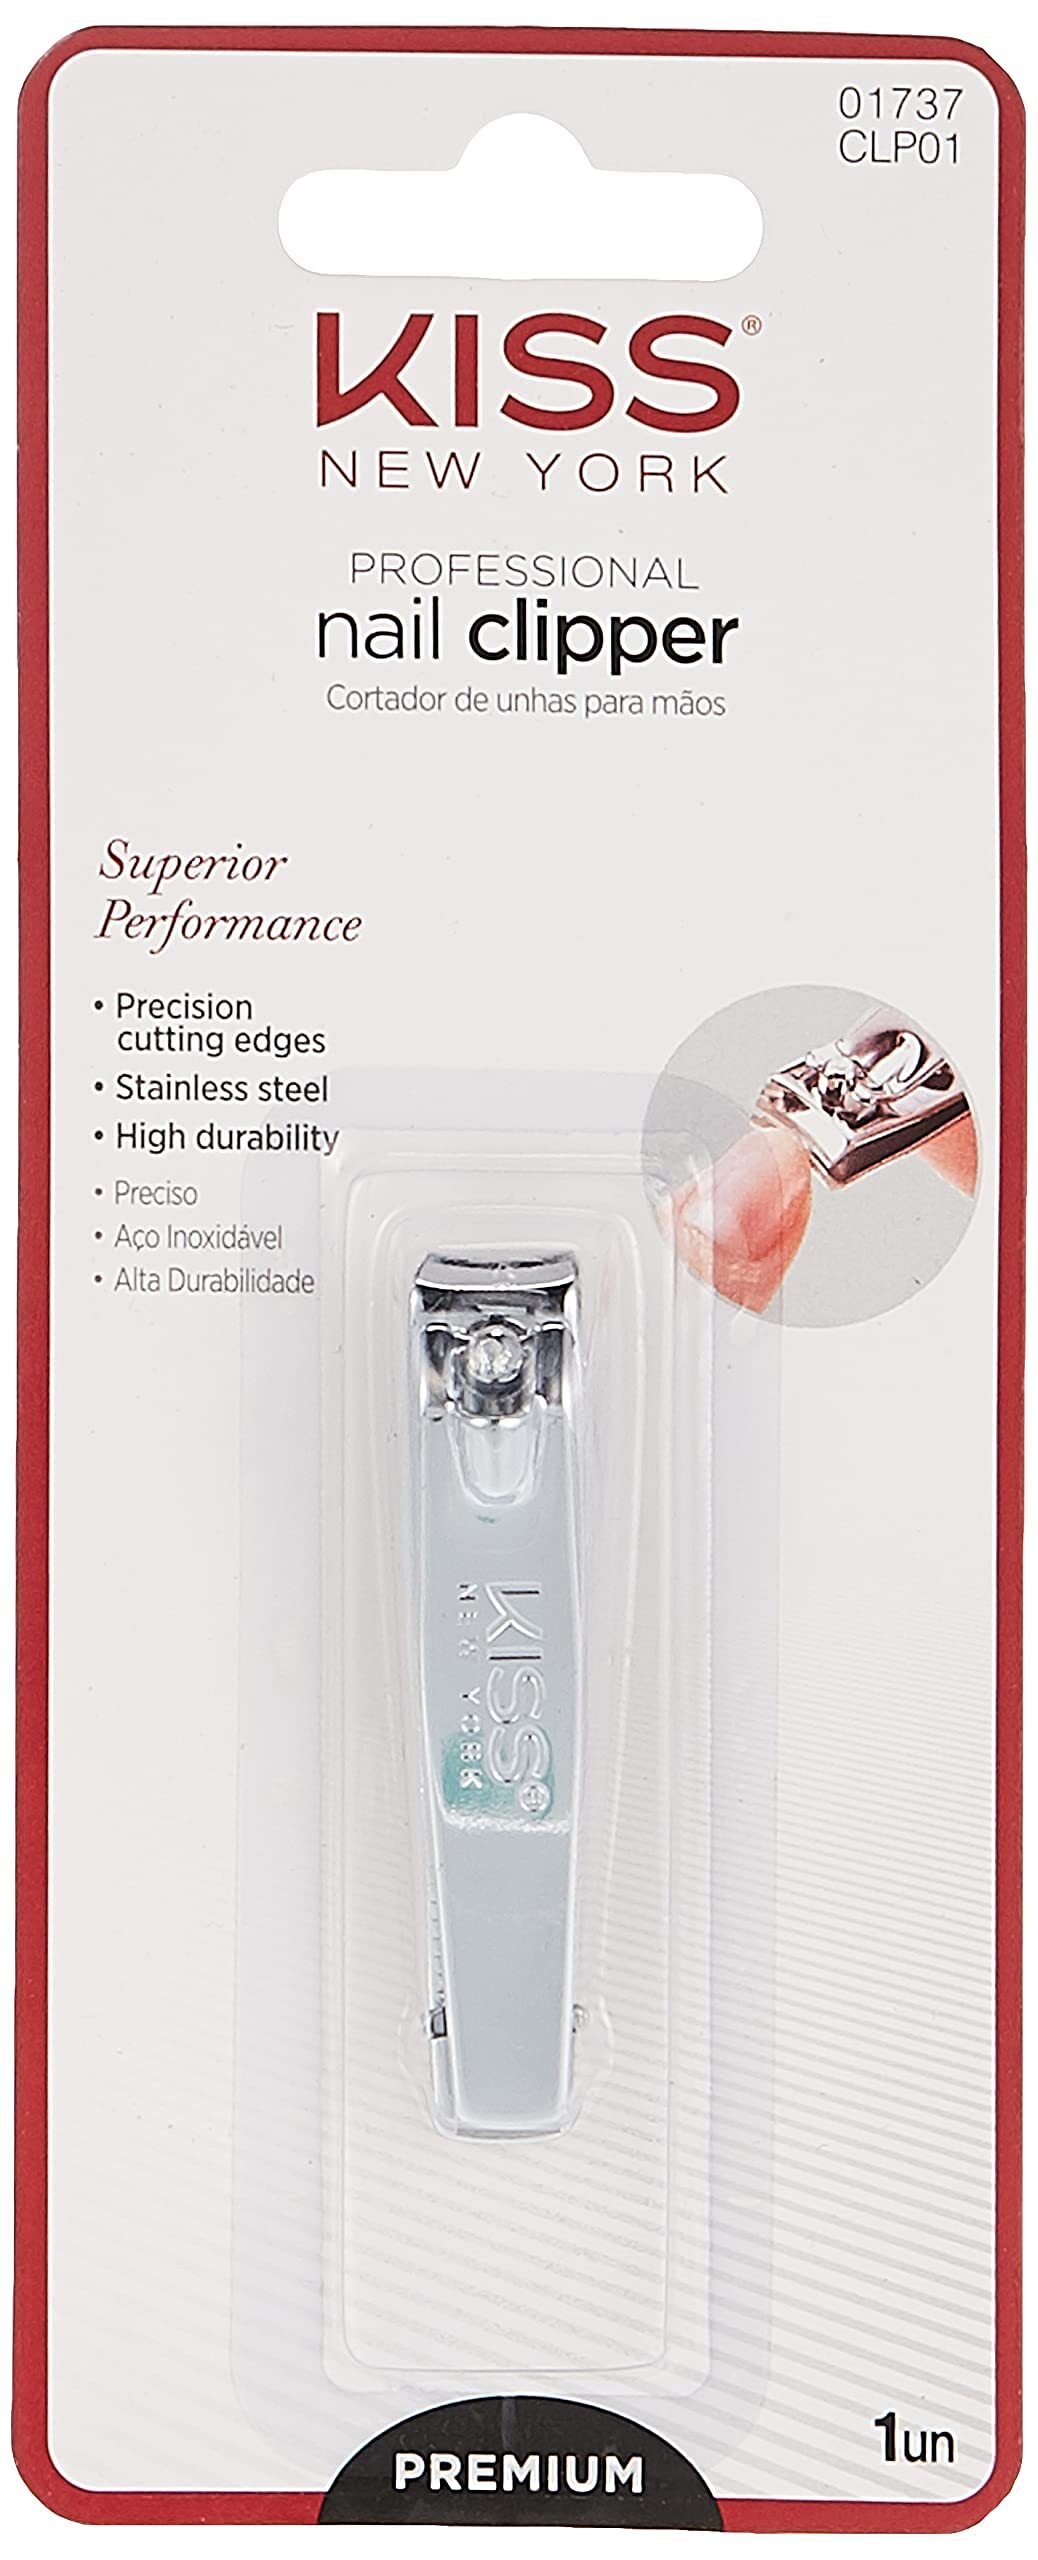 01737
CLP01
KISS®
NEW YORK
PROFESSIONAL
nail clipper
Cortador de unhas para mãos
Superior
Performance
• Precision
cutting edges
• Stainless steel
• High durability
• Preciso
• Aço Inoxidável
• Alta Durabilidade
KISS®
NEW YORK
1un
PREMIUM